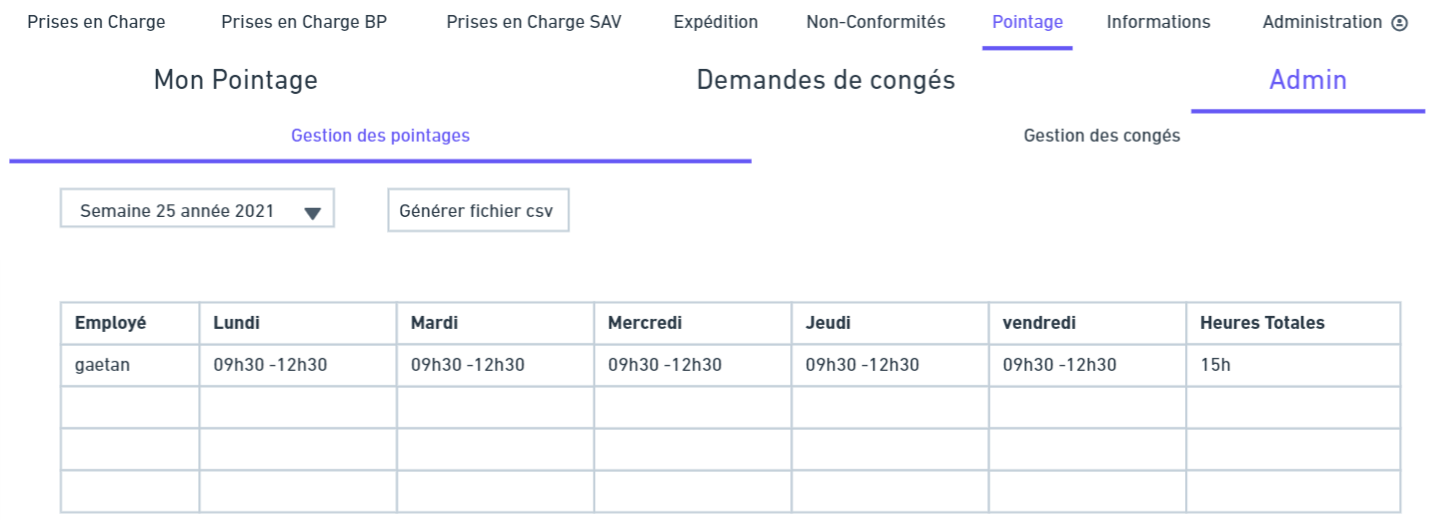 Prises en Charge Prises en Charge BP Prises en Charge SAV Expédition Non-Conformités Pointage Informations Administration
Mon Pointage Demandes de congés Admin
Gestion des pointages Gestion des congés
Semaine 25 année 2021 Générer fichier csv
Employé Lundi Mardi Mercredi Jeudi vendredi Heures Totales
gaetan 09h30 -12h30 09h30 -12h30 09h30 -12h30 09h30 -12h30 09h30 -12h30 15h